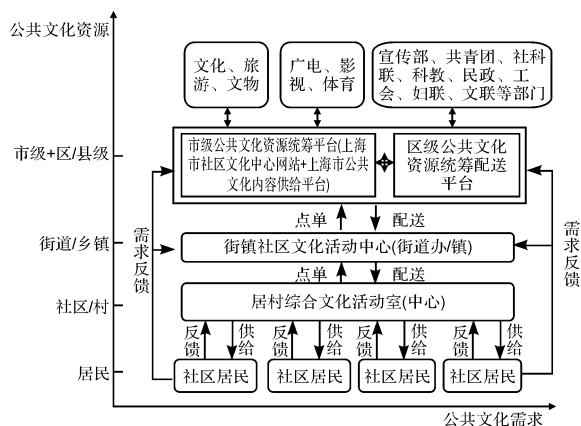 公共文化资源
文化、旅
游、文物
广电、影
视、体育
宣传部、共青团、社科
联、科教、民政、工
会、妇联、文联等部门
市级+区/县级
市级公共文化资源统筹平台(上海
市社区文化中心网站+上海市公共
文化内容供给平台)
区级公共文化
资源统筹配送
平台
点单
配送
街道/乡镇
街镇社区文化活动中心(街道办/镇)
需求反馈
需求反馈
点单
配送
社区/村
居村综合文化活动室(中心)
反馈
供给
反馈
供给
反馈
供给
反馈
供给
居民
社区居民
社区居民
社区居民
社区居民
公共文化需求